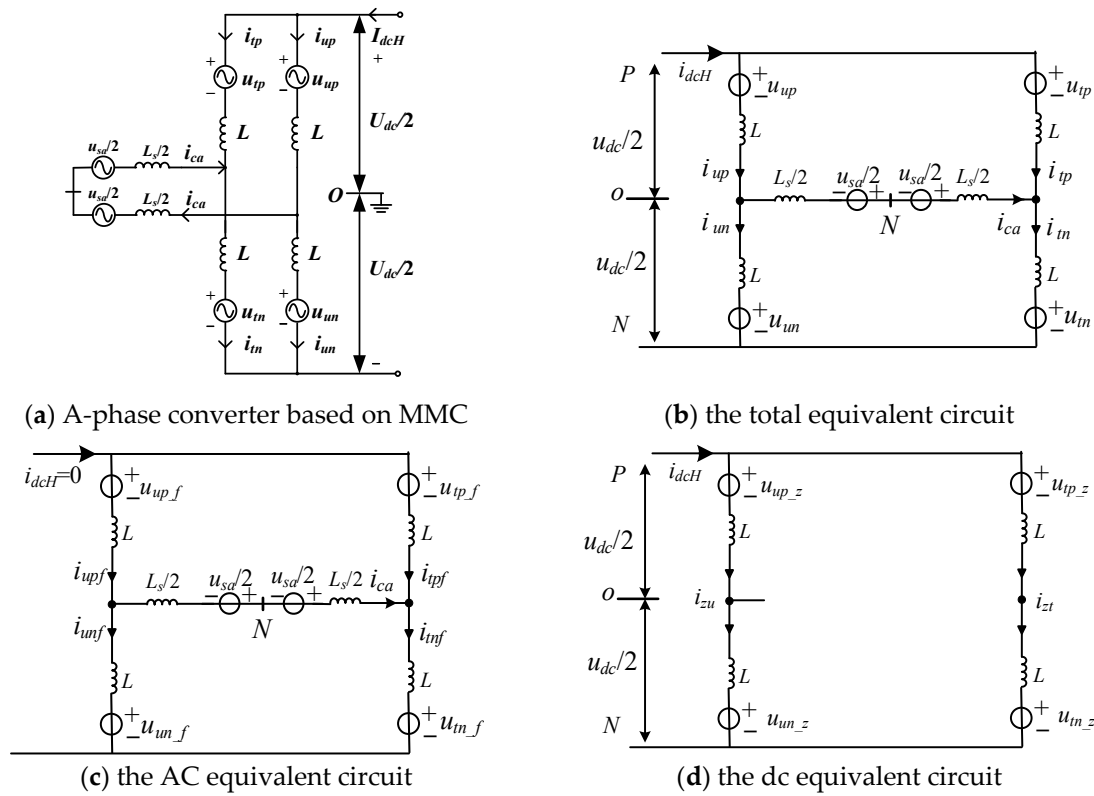 i_tp i_up I_dcH
+ + +
u_tp u_up
− −
L L U_dc/2
u_sa/2 L_s/2 i_ca
u_sa/2 L_s/2 i_ca O
L L U_dc/2
+ +
u_tn u_un
− −
i_tn i_un −
(a) A-phase converter based on MMC
P i_dcH + u_up − + u_tp −
u_dc/2 L L
i_up L_s/2 − u_sa/2 + − u_sa/2 + L_s/2 i_tp
o
i_un N i_ca i_tn
u_dc/2 L L
N + u_un − + u_tn −
(b) the total equivalent circuit
i_dcH=0 + u_up_f − + u_tp_f −
L L
i_upf L_s/2 − u_sa/2 + − u_sa/2 + L_s/2 i_ca i_tpf
i_unf N i_tnf
L L
+ u_un_f − + u_tn_f −
(c) the AC equivalent circuit
P i_dcH + u_up_z − + u_tp_z −
u_dc/2 L L
o i_zu i_zt
u_dc/2 L L
N + u_un_z − + u_tn_z −
(d) the dc equivalent circuit